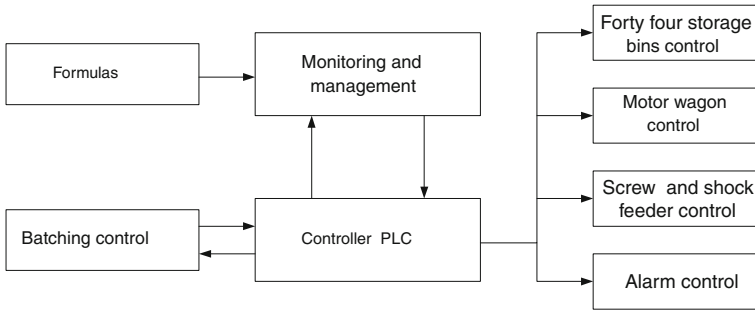 Formulas
Monitoring and
management
Batching control
Controller PLC
Forty four storage
bins control
Motor wagon
control
Screw and shock
feeder control
Alarm control